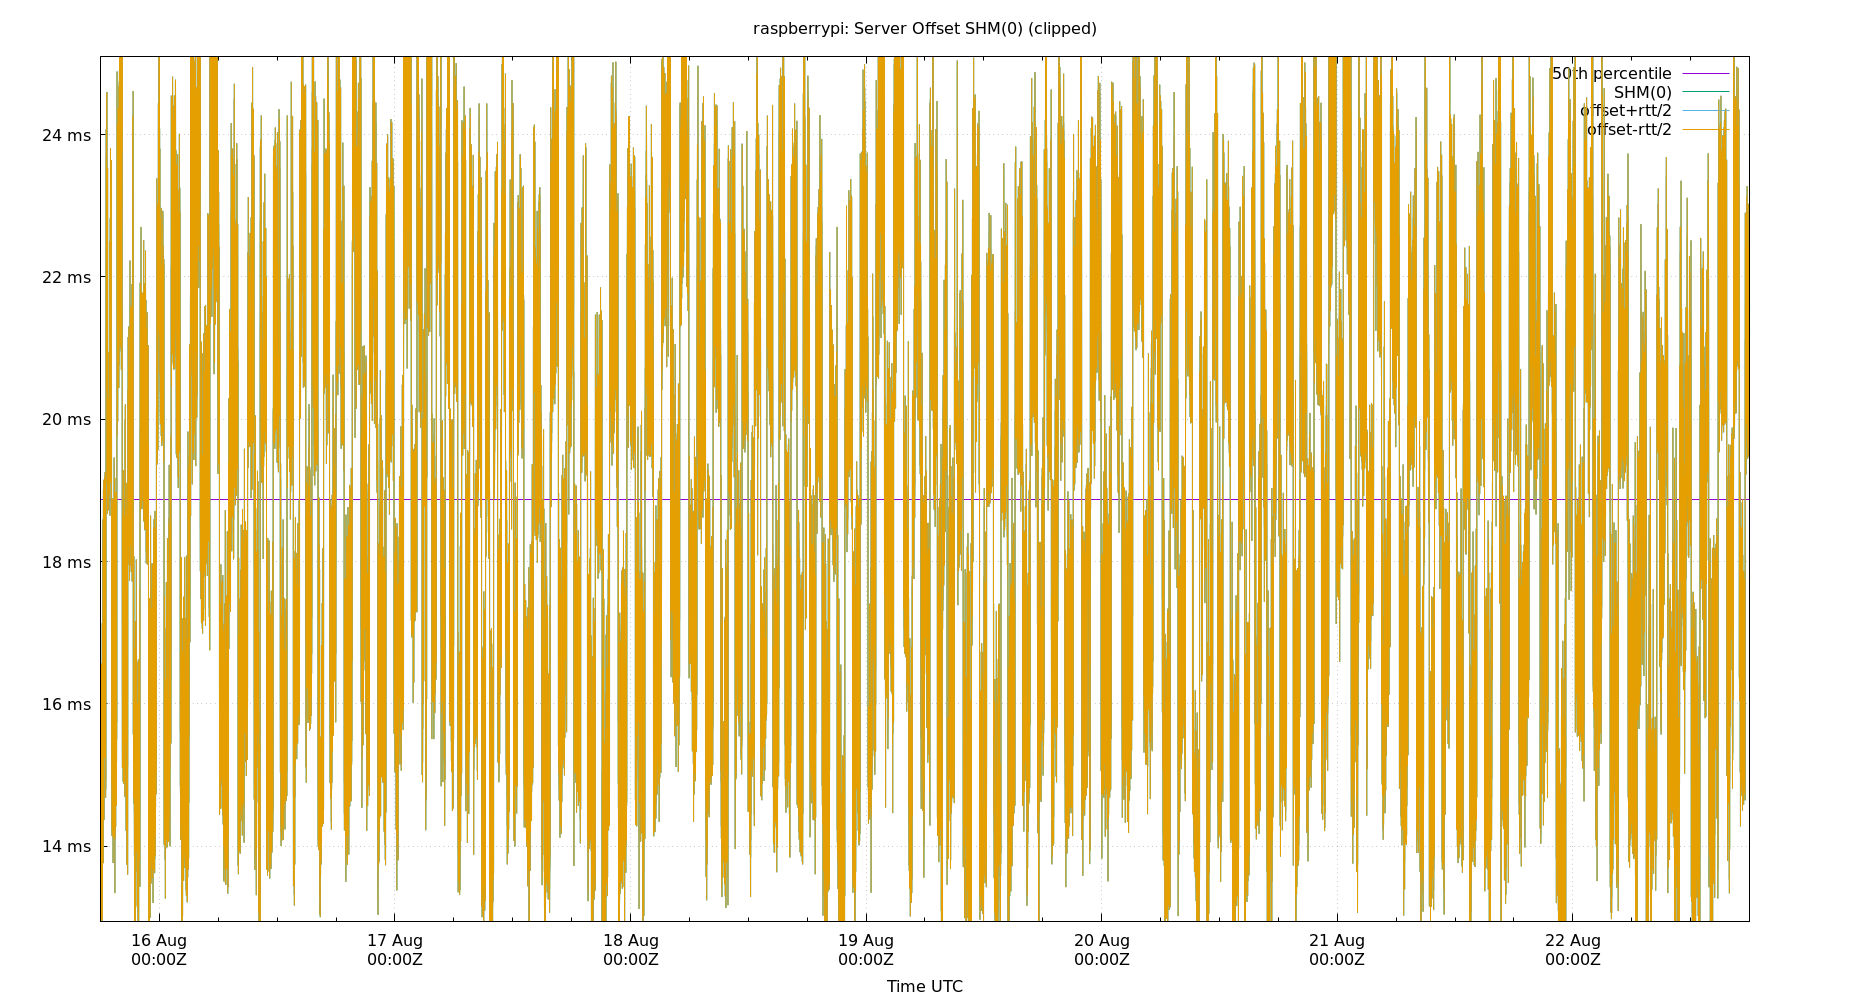 raspberrypi: Server Offset SHM(0) (clipped)
50th percentile
SHM(0)
offset+rtt/2
offset-rtt/2
24 ms
22 ms
20 ms
18 ms
16 ms
14 ms
16 Aug 17 Aug 18 Aug 19 Aug 20 Aug 21 Aug 22 Aug
00:00Z 00:00Z 00:00Z 00:00Z 00:00Z 00:00Z 00:00Z
Time UTC